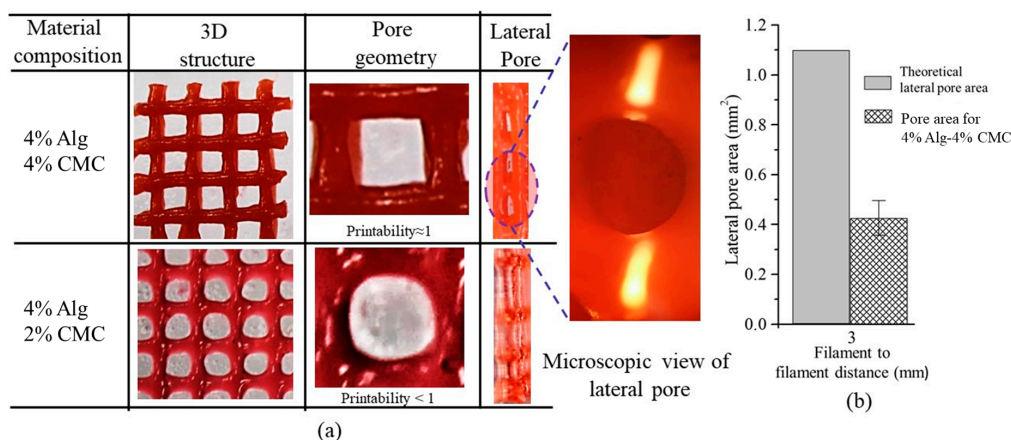 Material
composition
3D
structure
Pore
geometry
Lateral
Pore
4% Alg
4% CMC
Printability≈1
4% Alg
2% CMC
Printability < 1
Microscopic view of
lateral pore
(a)
Lateral pore area (mm²)
1.2
1.0
0.8
0.6
0.4
0.2
0.0
Theoretical
lateral pore area
Pore area for
4% Alg-4% CMC
3
Filament to
filament distance (mm)
(b)